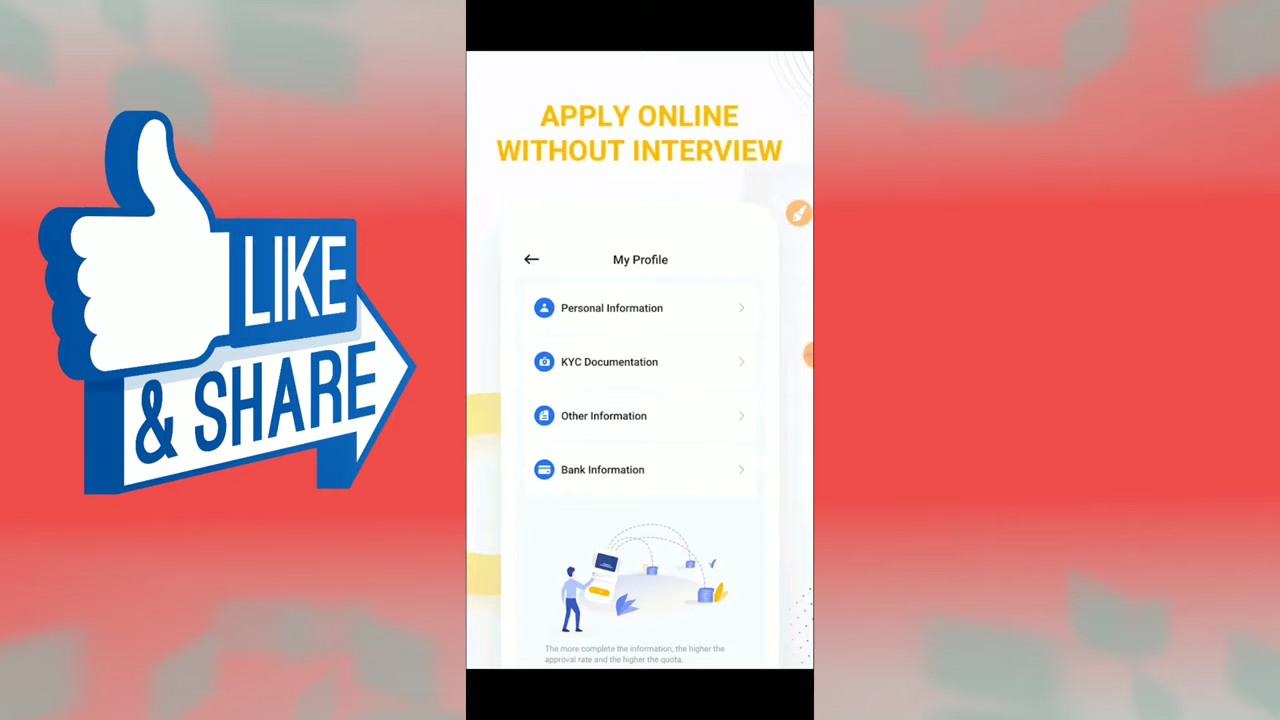 LIKE
& SHARE
APPLY ONLINE
WITHOUT INTERVIEW
My Profile
Personal Information
KYC Documentation
Other Information
Bank Information
The more complete the information, the higher the
approval rate and the higher the quota.